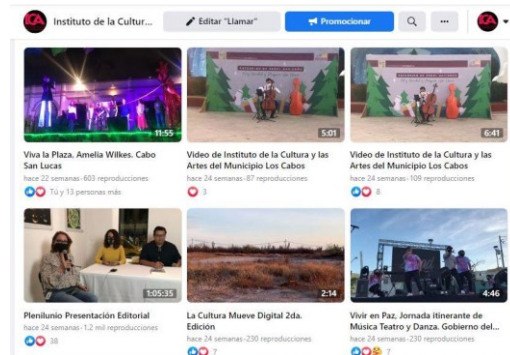 ICA
Instituto de la Cultur...
Editar "Llamar"
Promocionar
ICA
11:55
5:01
6:41
Viva la Plaza. Amelia Wilkes. Cabo
San Lucas
hace 22 semanas · 603 reproducciones
Tú y 13 personas más
Video de Instituto de la Cultura y las
Artes del Municipio Los Cabos
hace 24 semanas · 87 reproducciones
3
Video de Instituto de la Cultura y las
Artes del Municipio Los Cabos
hace 24 semanas · 109 reproducciones
8
1:05:35
2:14
4:46
Plenilunio Presentación Editorial
hace 24 semanas · 1,2 mil reproducciones
38
La Cultura Mueve Digital 2da.
Edición
hace 24 semanas · 230 reproducciones
7
Vivir en Paz, Jornada itinerante de
Música Teatro y Danza. Gobierno del...
hace 24 semanas · 230 reproducciones
7